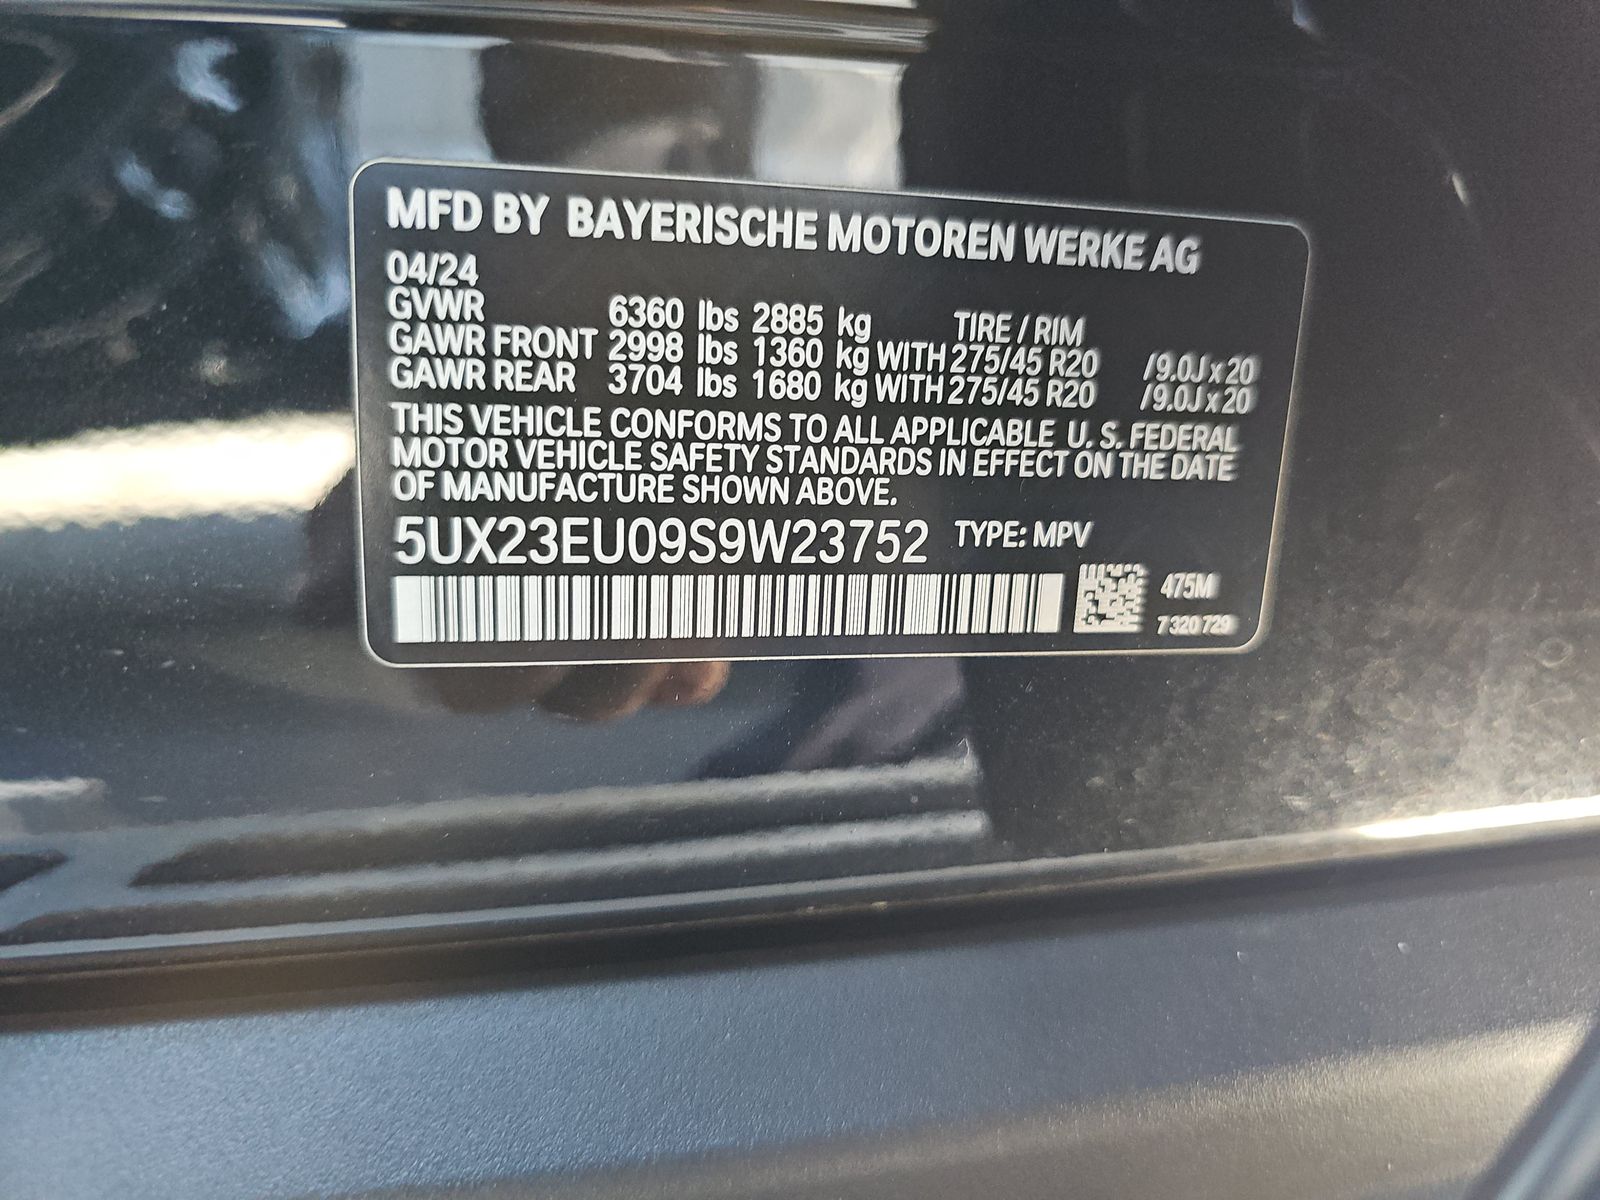 MFD BY BAYERISCHE MOTOREN WERKE AG
04/24
GVWR 6360 lbs 2885 kg TIRE / RIM
GAWR FRONT 2998 lbs 1360 kg WITH 275/45 R20 /9.0J x 20
GAWR REAR 3704 lbs 1680 kg WITH 275/45 R20 /9.0J x 20
THIS VEHICLE CONFORMS TO ALL APPLICABLE U. S. FEDERAL
MOTOR VEHICLE SAFETY STANDARDS IN EFFECT ON THE DATE
OF MANUFACTURE SHOWN ABOVE.
5UX23EU09S9W23752 TYPE: MPV
475M
7 320 729